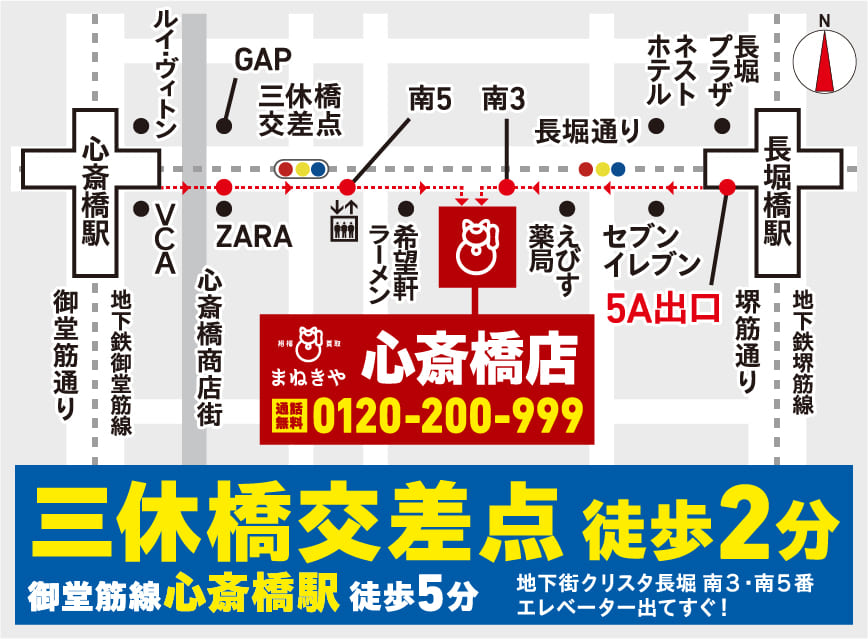 N
ルイ・ヴィトン
GAP
三休橋
交差点
南5
南3
長堀通り
ネスト
ホテル
長堀
プラザ
心斎橋駅
長堀橋駅
VCA
ZARA
希望軒
ラーメン
えびす
薬局
セブン
イレブン
5A出口
御堂筋通り
地下鉄御堂筋線
心斎橋商店街
堺筋通り
地下鉄堺筋線
買取
まねきや
心斎橋店
通話
無料
0120-200-999
三休橋交差点 徒歩2分
御堂筋線心斎橋駅 徒歩5分
地下街クリスタ長堀 南3・南5番
エレベーター出てすぐ!